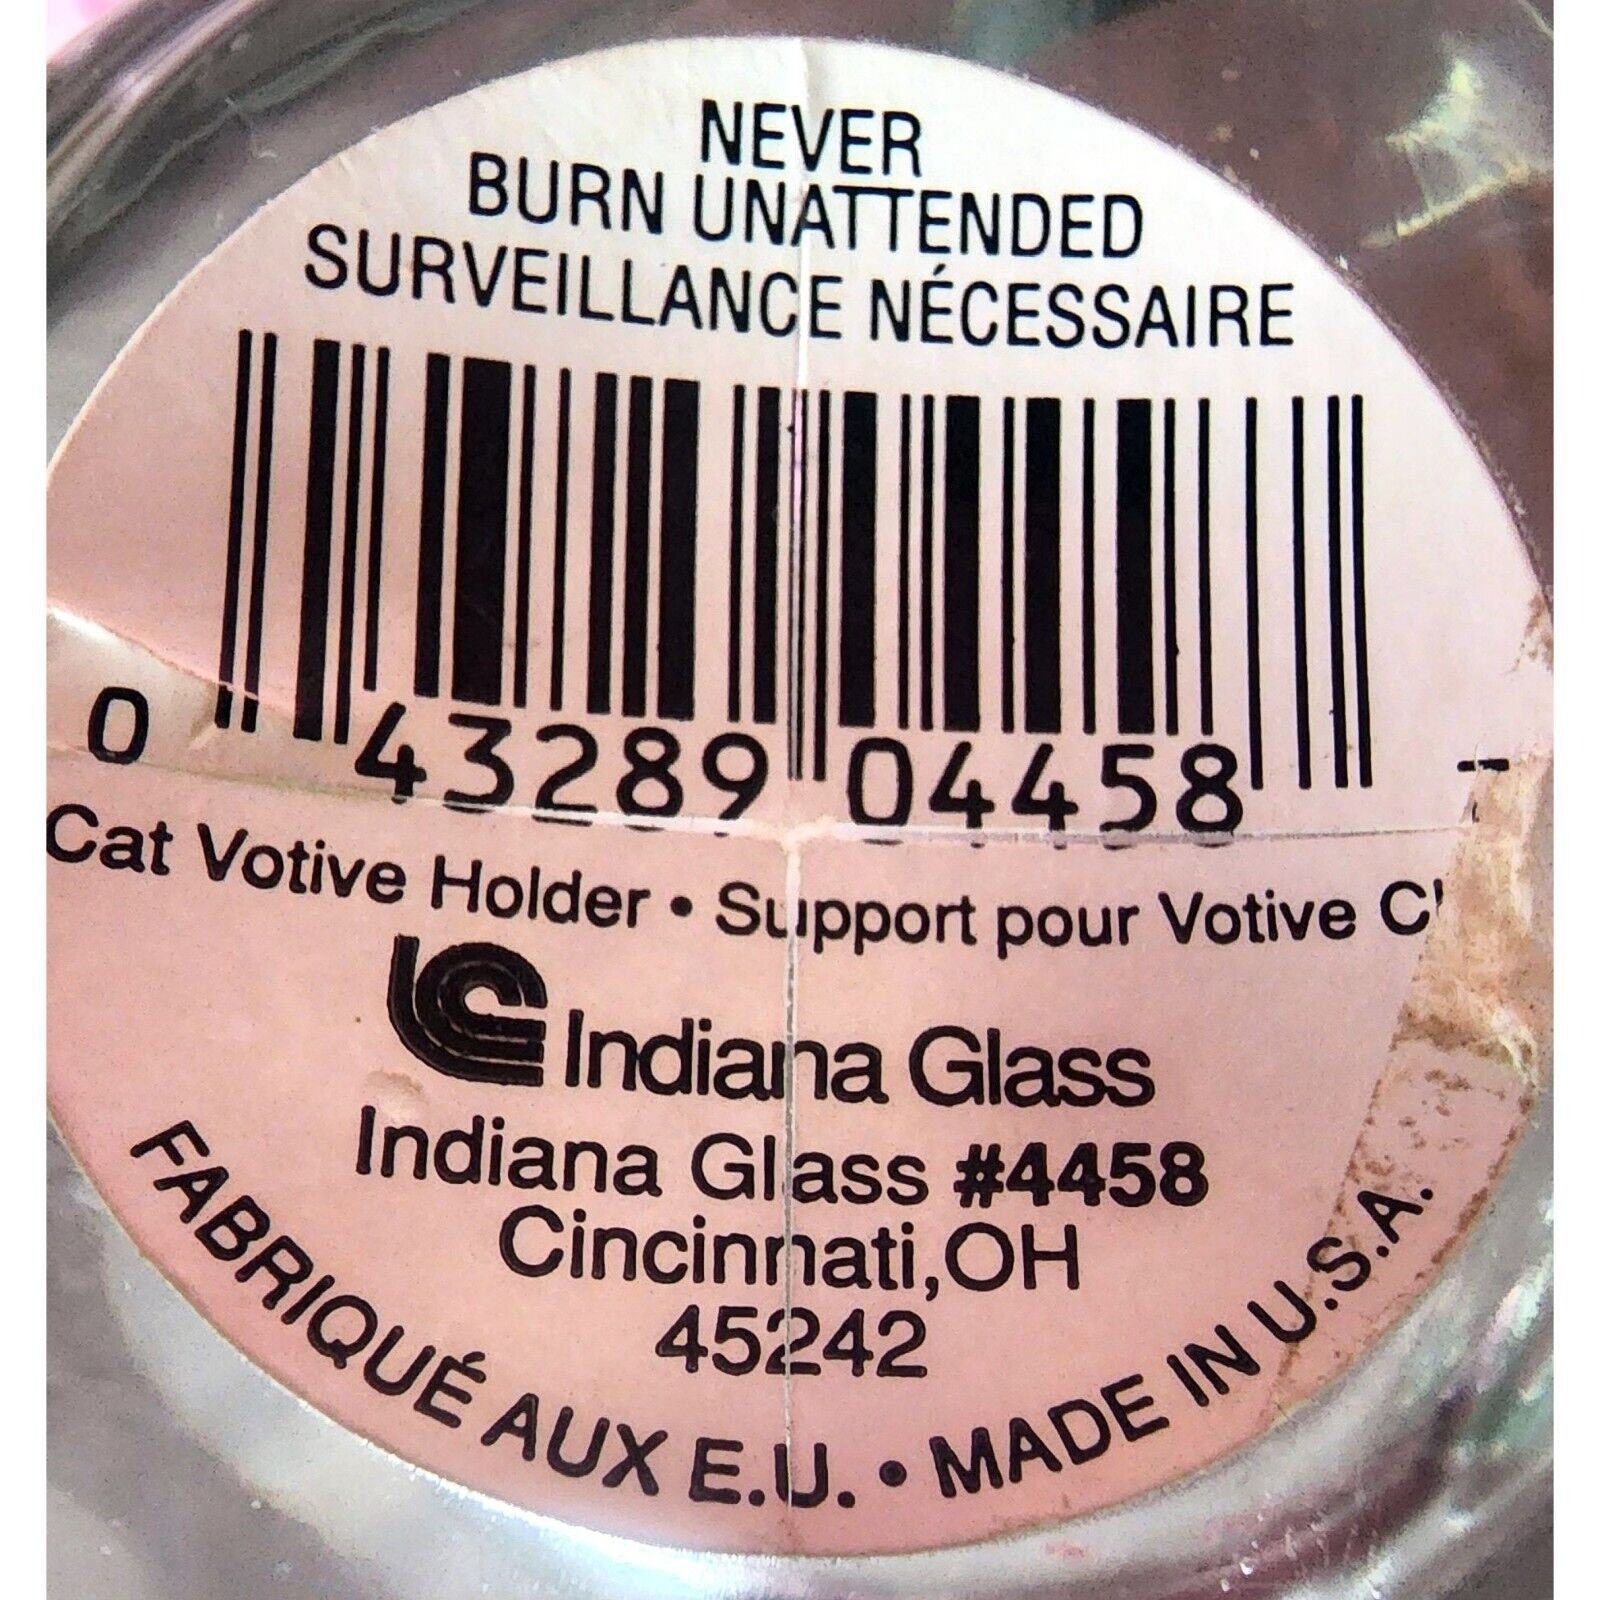 NEVER
BURN UNATTENDED
SURVEILLANCE NÉCESSAIRE
0 43289 04458
Cat Votive Holder • Support pour Votive
Indiana Glass
Indiana Glass #4458
Cincinnati, OH
45242
FABRIQUÉ AUX E.U. • MADE IN U.S.A.